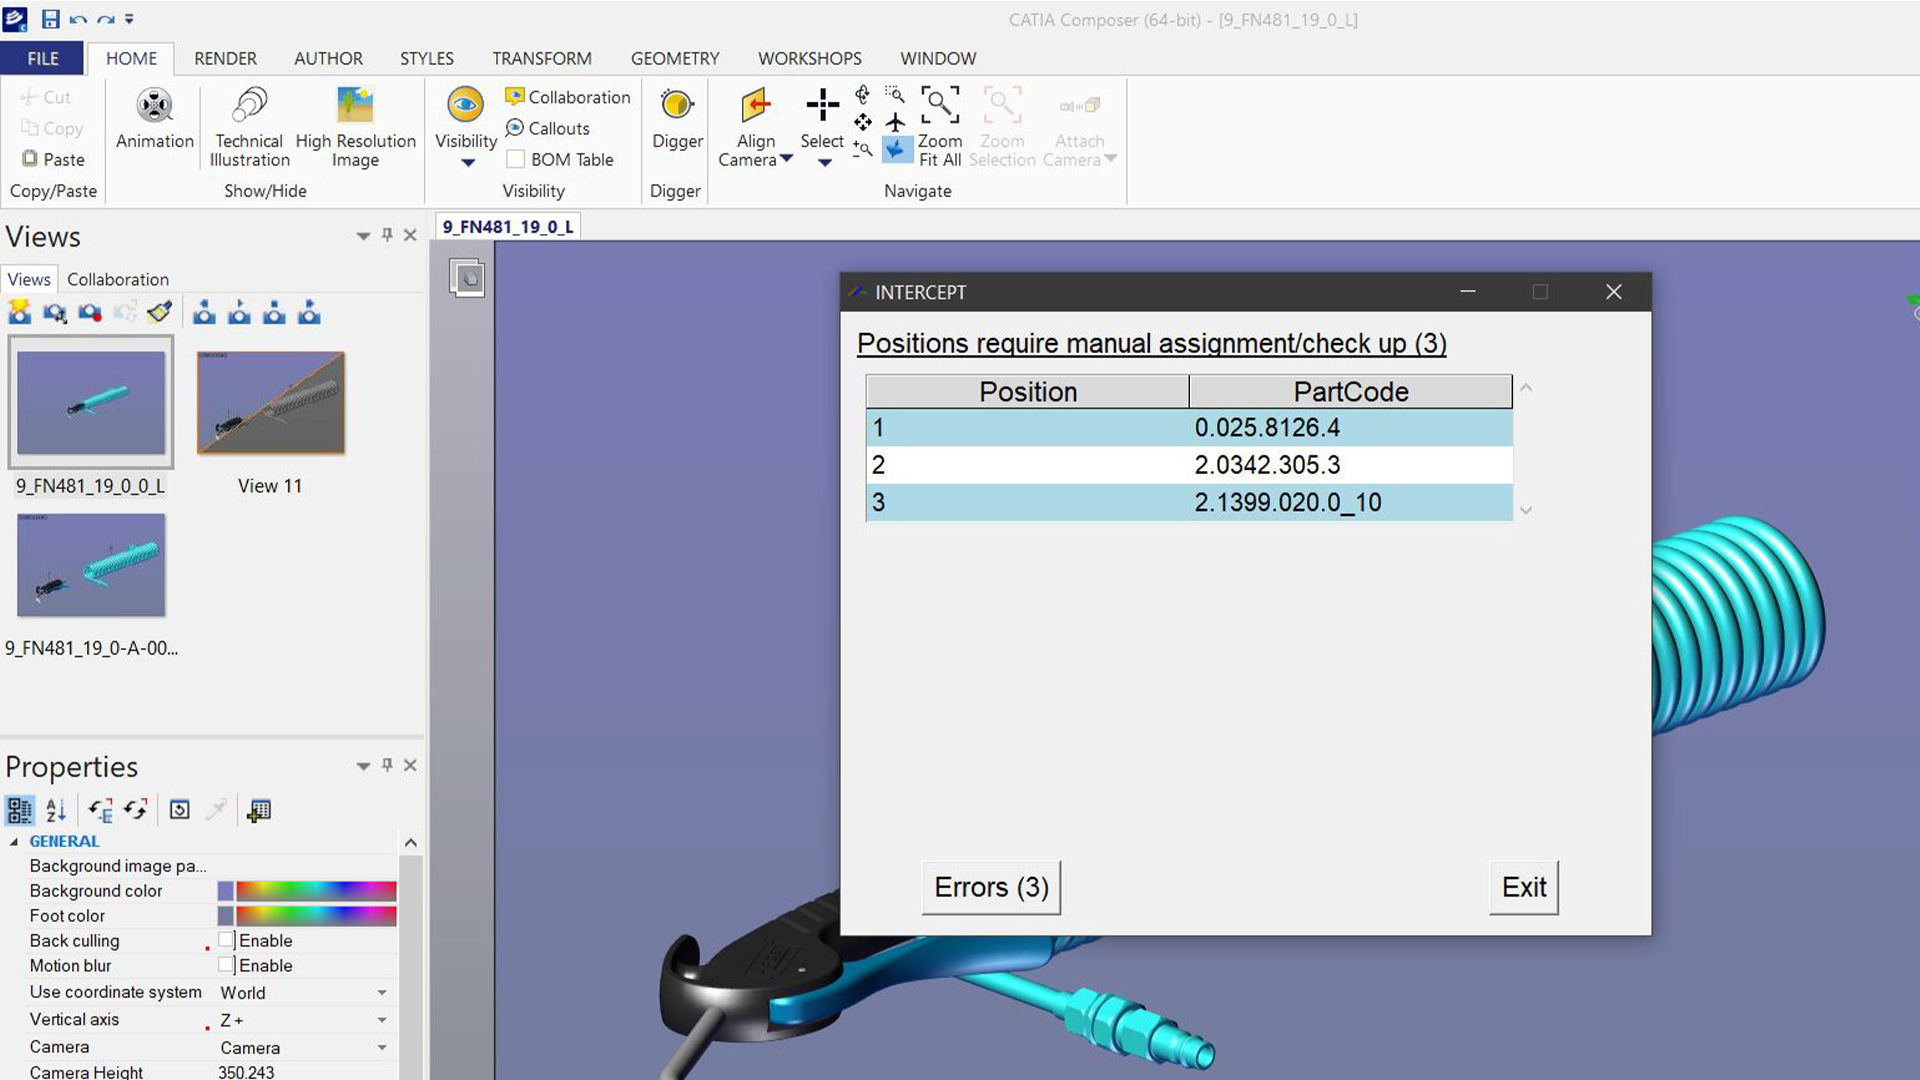 CATIA Composer (64-bit) - [9_FN481_19_0_L]
FILE HOME RENDER AUTHOR STYLES TRANSFORM GEOMETRY WORKSHOPS WINDOW
Cut
Copy
Paste
Copy/Paste
Animation
Technical
Illustration
High Resolution
Image
Show/Hide
Visibility
Collaboration
Callouts
BOM Table
Visibility
Digger
Digger
Align
Camera
Select
Zoom
Fit All
Zoom
Selection
Attach
Camera
Navigate
Views
Views Collaboration
9_FN481_19_0_0_L
View 11
9_FN481_19_0-A-00...
Properties
GENERAL
Background image pa...
Background color
Foot color
Back culling Enable
Motion blur Enable
Use coordinate system World
Vertical axis Z +
Camera Camera
Camera Height 350.243
9_FN481_19_0_L
INTERCEPT
Positions require manual assignment/check up (3)
Position PartCode
1 0.025.8126.4
2 2.0342.305.3
3 2.1399.020.0_10
Errors (3)
Exit